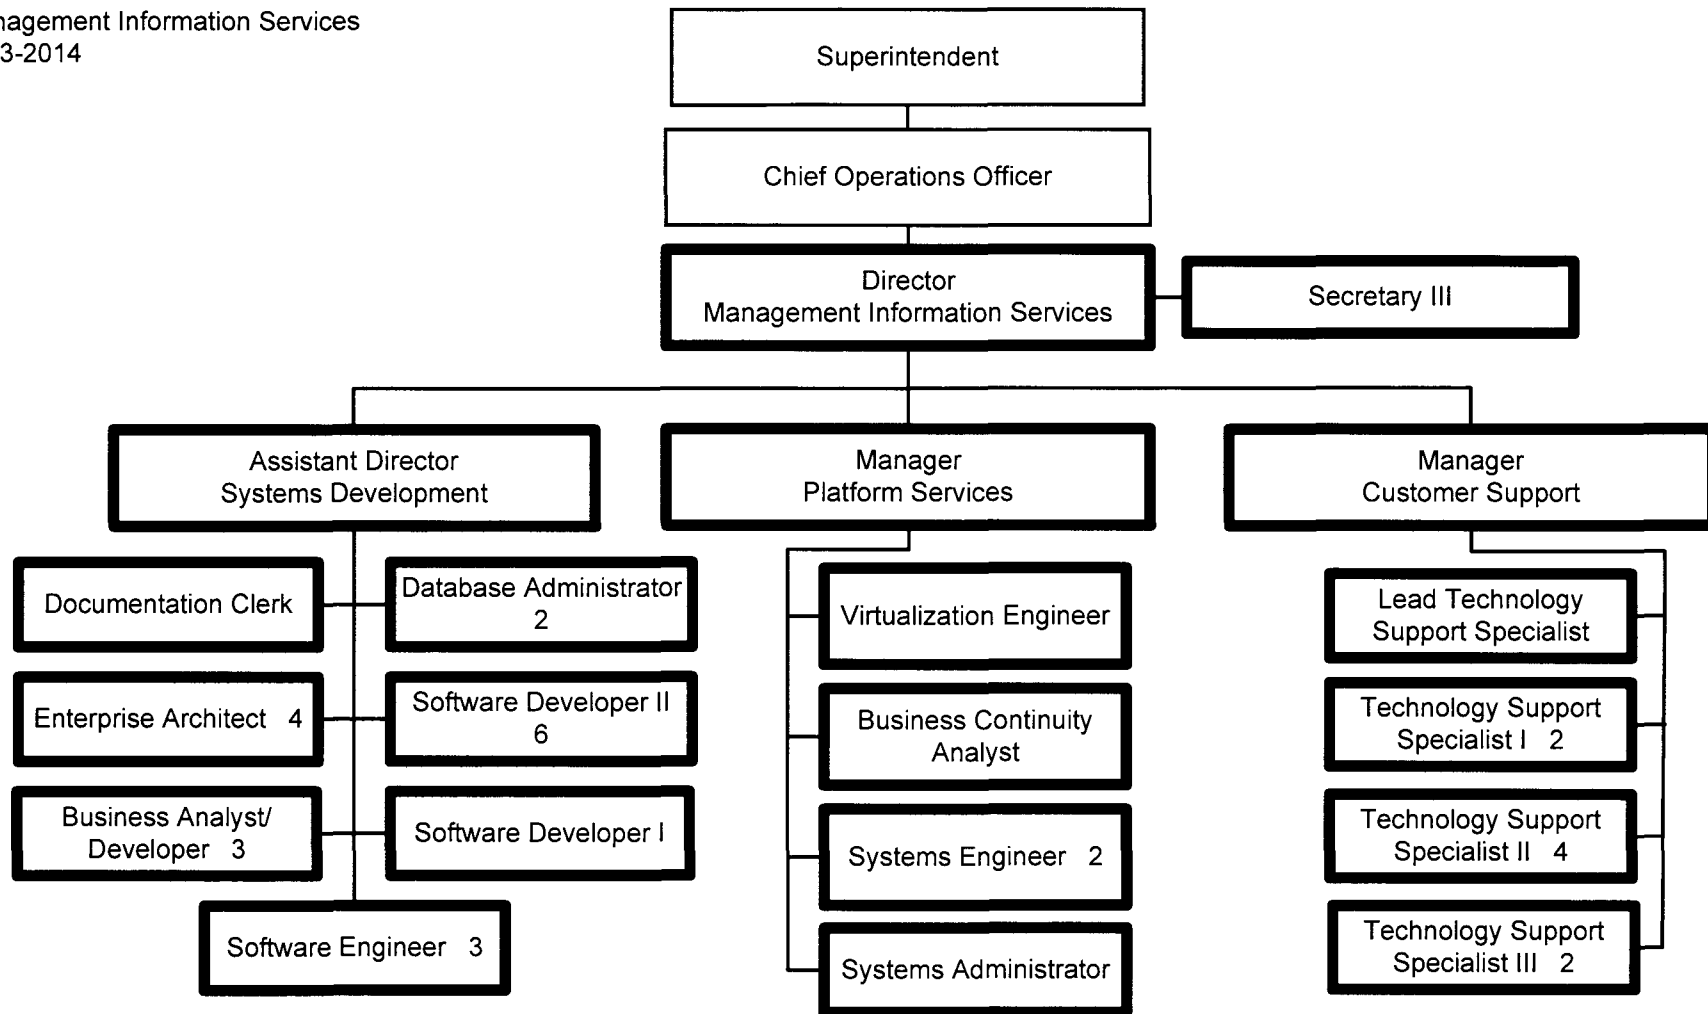 nagement Information Services
3-2014
Superintendent
Chief Operations Officer
Director
Management Information Services
Secretary III
Assistant Director
Systems Development
Manager
Platform Services
Manager
Customer Support
Documentation Clerk
Database Administrator
2
Enterprise Architect 4
Software Developer II
6
Business Analyst/
Developer 3
Software Developer I
Software Engineer 3
Virtualization Engineer
Business Continuity
Analyst
Systems Engineer 2
Systems Administrator
Lead Technology
Support Specialist
Technology Support
Specialist I 2
Technology Support
Specialist II 4
Technology Support
Specialist III 2